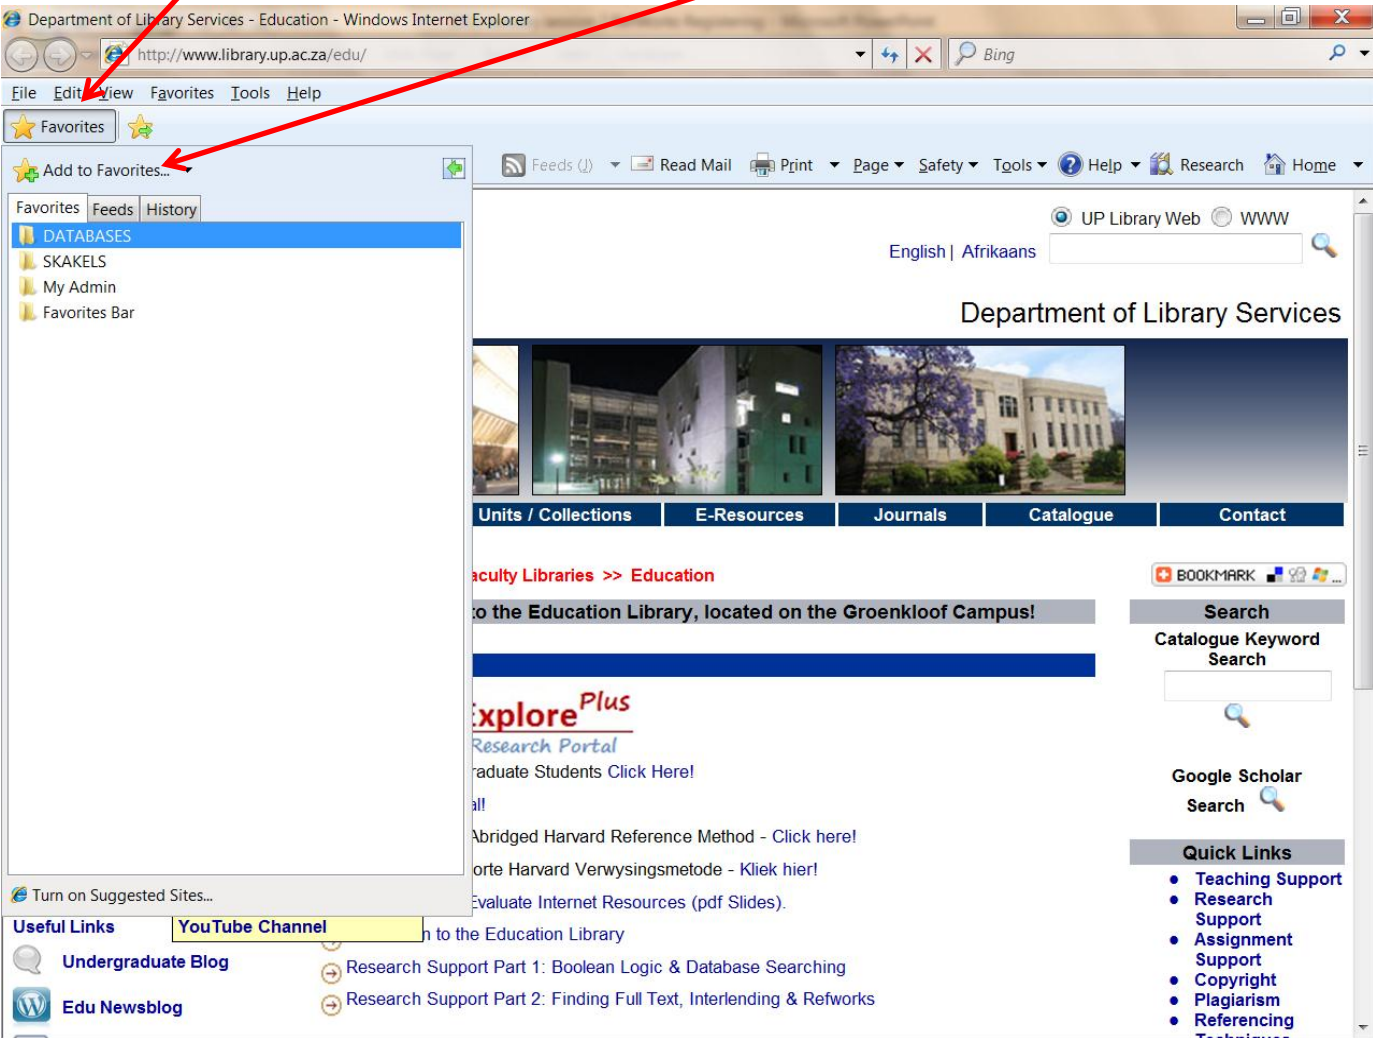 Department of Library Services - Education - Windows Internet Explorer
http://www.library.up.ac.za/edu/
Bing
File Edit View Favorites Tools Help
Favorites
Add to Favorites...
Feeds (J) Read Mail Print Page Safety Tools Help Research Home
Favorites Feeds History
DATABASES
SKAKELS
My Admin
Favorites Bar
Turn on Suggested Sites...
UP Library Web WWW
English | Afrikaans
Department of Library Services
Units / Collections E-Resources Journals Catalogue Contact
aculty Libraries >> Education
BOOKMARK ...
to the Education Library, located on the Groenkloof Campus!
Search
Catalogue Keyword
Search
Explore Plus
Research Portal
raduate Students Click Here!
al!
Google Scholar
Search
Abridged Harvard Reference Method - Click here!
orte Harvard Verwysingsmetode - Kliek hier!
Evaluate Internet Resources (pdf Slides).
n to the Education Library
Research Support Part 1: Boolean Logic & Database Searching
Research Support Part 2: Finding Full Text, Interlending & Refworks
Quick Links
Teaching Support
Research
Support
Assignment
Support
Copyright
Plagiarism
Referencing
Techniques
Useful Links
YouTube Channel
Undergraduate Blog
Edu Newsblog